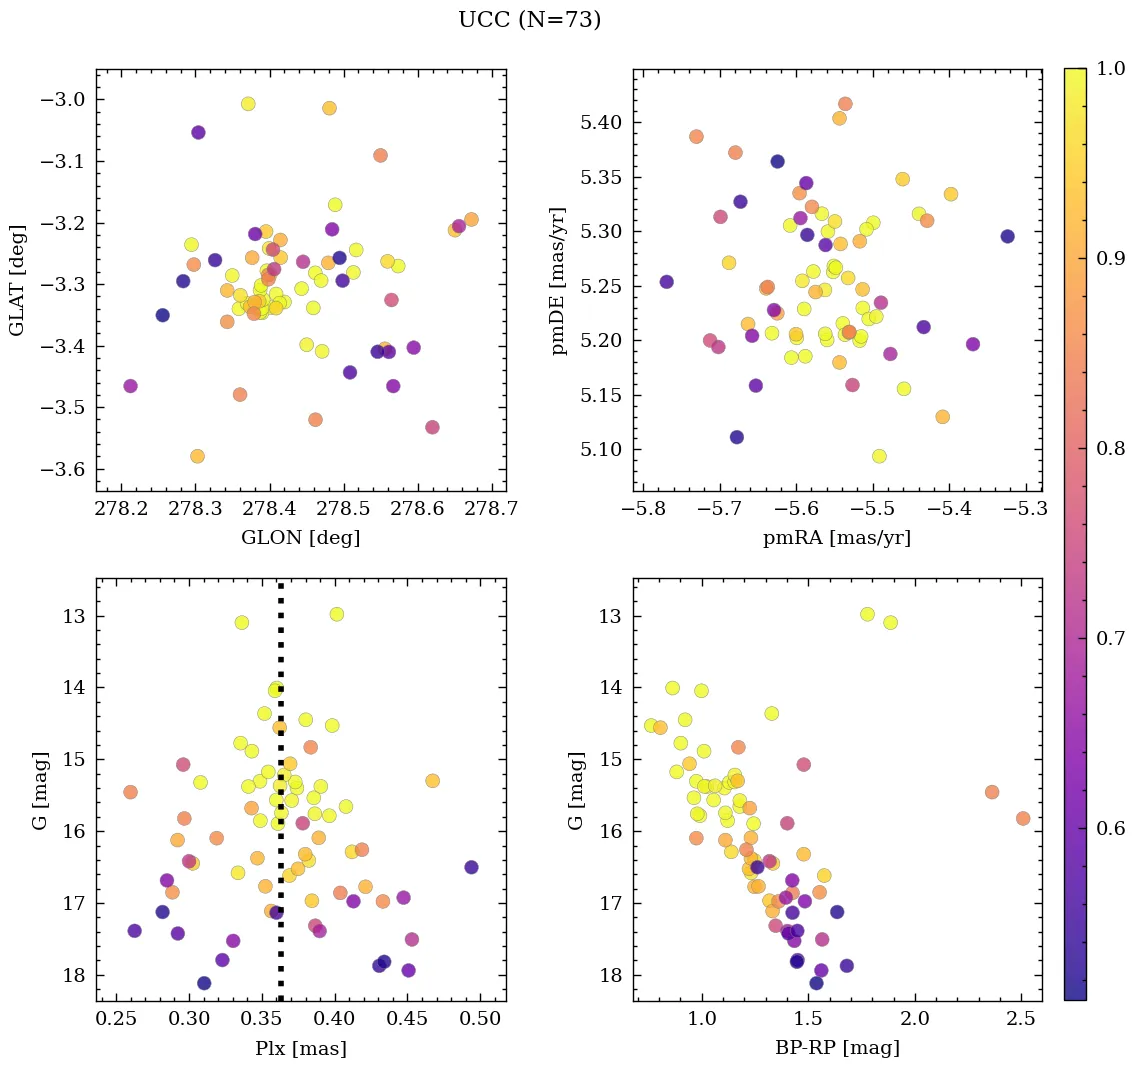 UCC (N=73)
−3.0
−3.1
−3.2
−3.3
−3.4
−3.5
−3.6
GLAT [deg]
278.2 278.3 278.4 278.5 278.6 278.7
GLON [deg]
5.40
5.35
5.30
5.25
5.20
5.15
5.10
pmDE [mas/yr]
−5.8 −5.7 −5.6 −5.5 −5.4 −5.3
pmRA [mas/yr]
13
14
15
16
17
18
G [mag]
0.25 0.30 0.35 0.40 0.45 0.50
Plx [mas]
13
14
15
16
17
18
G [mag]
1.0 1.5 2.0 2.5
BP-RP [mag]
1.0
0.9
0.8
0.7
0.6